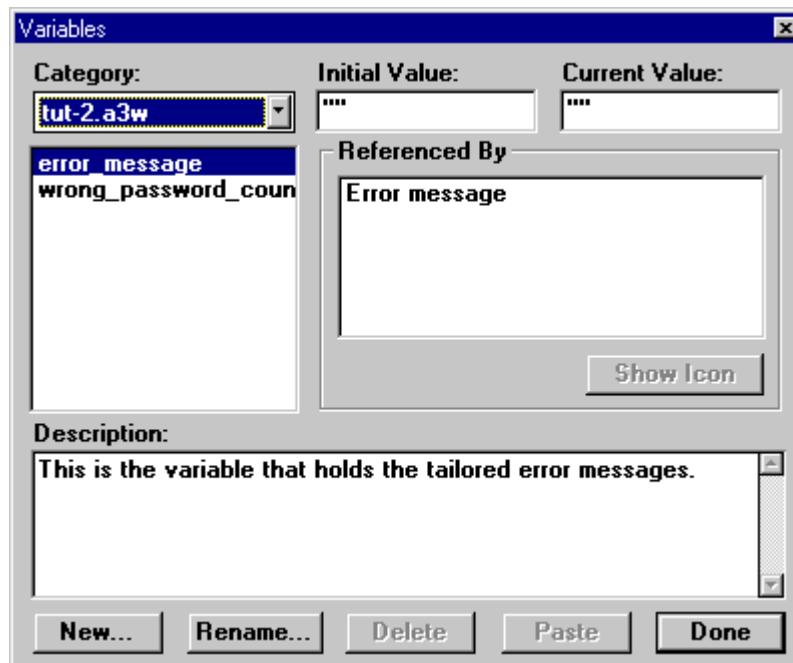 Variables
Category:
Initial Value:
Current Value:
tut-2.a3w
""
""
error_message
wrong_password_coun
Referenced By
Error message
Show Icon
Description:
This is the variable that holds the tailored error messages.
New...
Rename...
Delete
Paste
Done